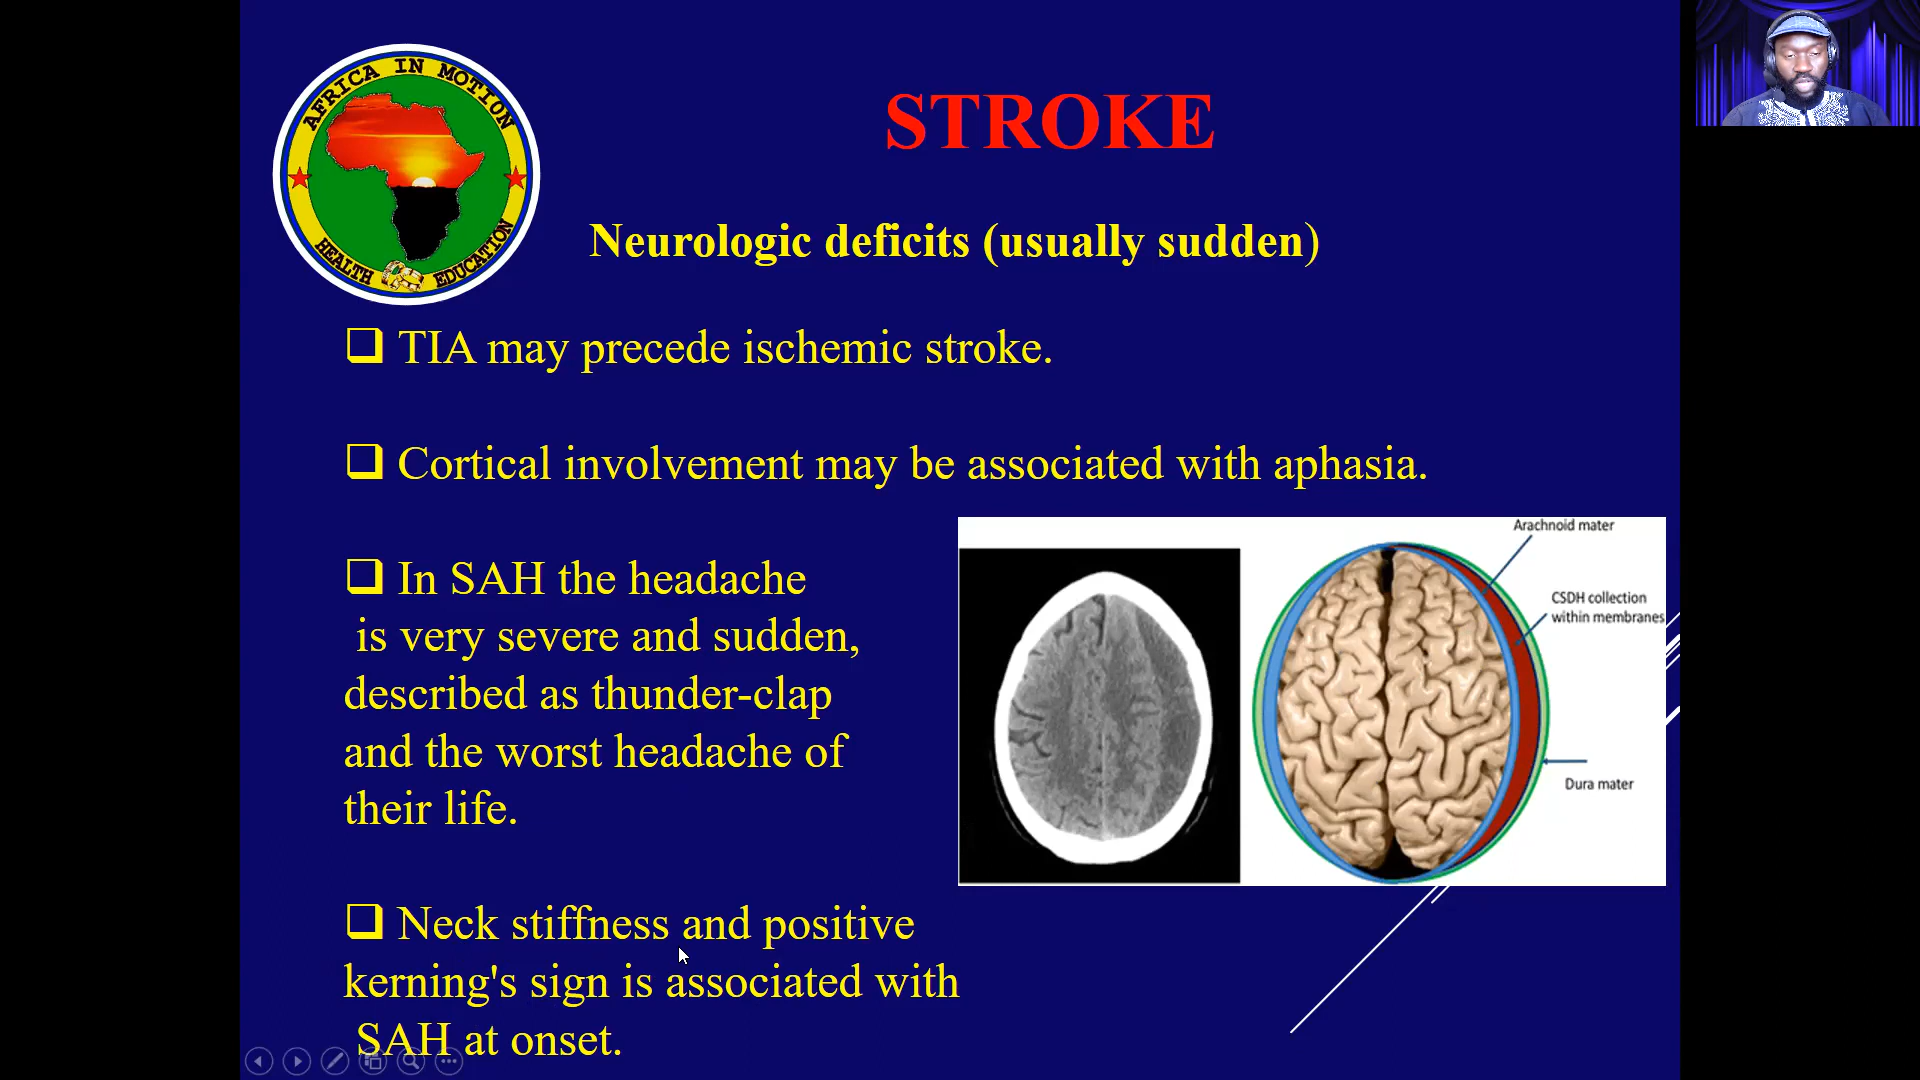 AFRICA IN MOTION
HEALTH EDUCATION
STROKE
Neurologic deficits (usually sudden)
TIA may precede ischemic stroke.
Cortical involvement may be associated with aphasia.
In SAH the headache
is very severe and sudden,
described as thunder-clap
and the worst headache of
their life.
Neck stiffness and positive
kerning's sign is associated with
SAH at onset.
Arachnoid mater
CSDH collection
within membranes
Dura mater